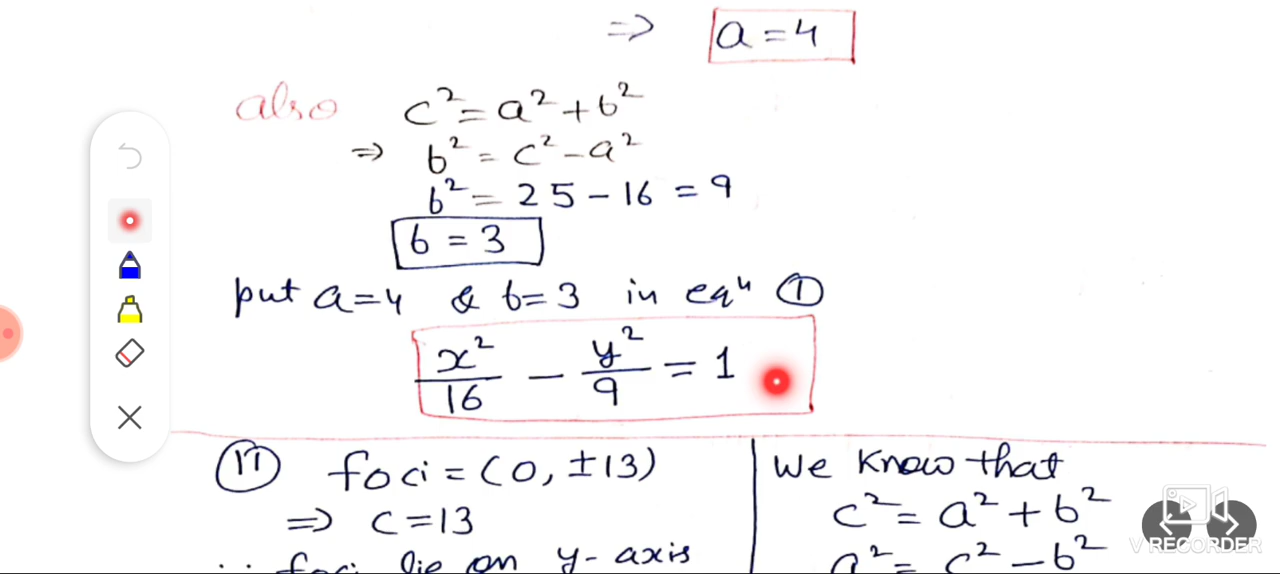 ⇒ a = 4
also c² = a² + b²
⇒ b² = c² - a²
b² = 25 - 16 = 9
b = 3
put a=4 & b=3 in eqⁿ ①
x²/16 - y²/9 = 1
⑪ foci = (0, ±13)
⇒ c = 13
∴ foci lie on y-axis
We know that
c² = a² + b²
a² = c² - b²
V RECORDER